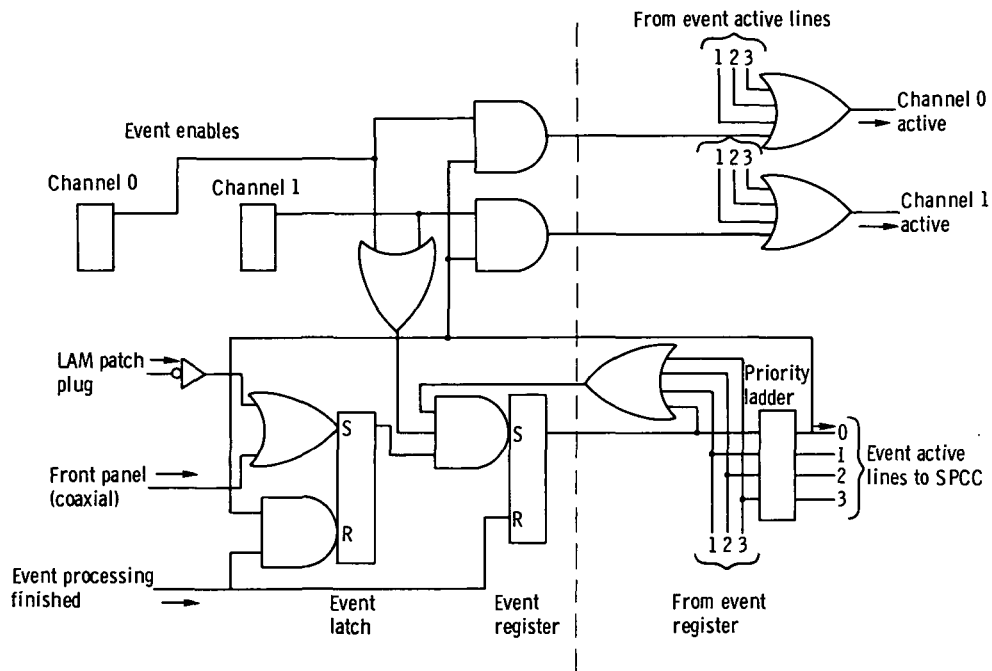 From event active lines
1 2 3
Channel 0
active
Event enables
1 2 3
Channel 0
Channel 1
Channel 1
active
LAM patch
plug
Priority
ladder
S
S
0
1
2
3
Event active
lines to SPCC
Front panel
(coaxial)
R
R
1 2 3
Event processing
finished
Event
latch
Event
register
From event
register